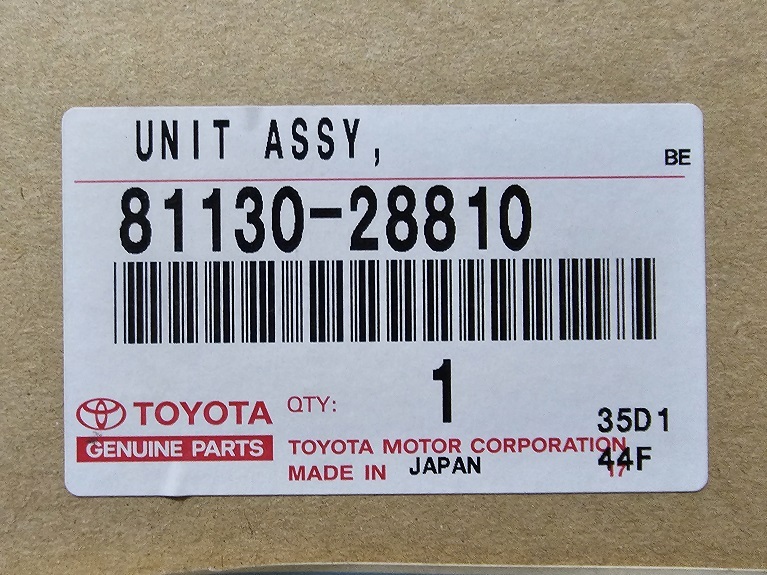 UNIT ASSY,
BE
81130-28810
TOYOTA
GENUINE PARTS
QTY: 1
TOYOTA MOTOR CORPORATION
MADE IN JAPAN
35D1
44F
17